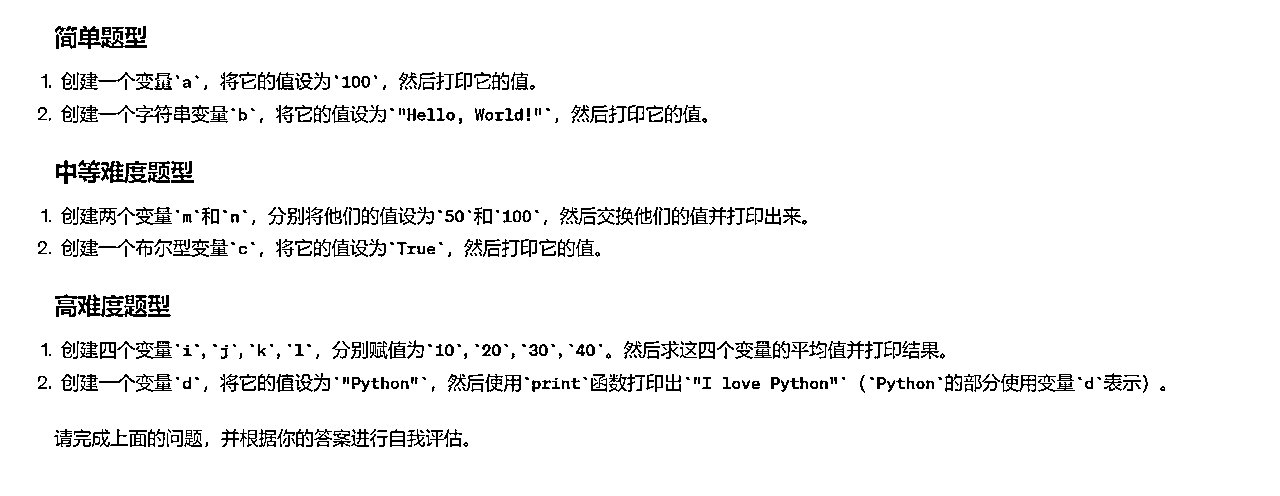 简单题型
1. 创建一个变量`a`，将它的值设为`100`，然后打印它的值。
2. 创建一个字符串变量`b`，将它的值设为`"Hello, World!"`，然后打印它的值。
中等难度题型
1. 创建两个变量`m`和`n`，分别将他们的值设为`50`和`100`，然后交换他们的值并打印出来。
2. 创建一个布尔型变量`c`，将它的值设为`True`，然后打印它的值。
高难度题型
1. 创建四个变量`i`,`j`,`k`,`l`，分别赋值为`10`,`20`,`30`,`40`。然后求这四个变量的平均值并打印结果。
2. 创建一个变量`d`，将它的值设为`"Python"`，然后使用`print`函数打印出`"I love Python"`（`Python`的部分使用变量`d`表示）。
请完成上面的问题，并根据你的答案进行自我评估。